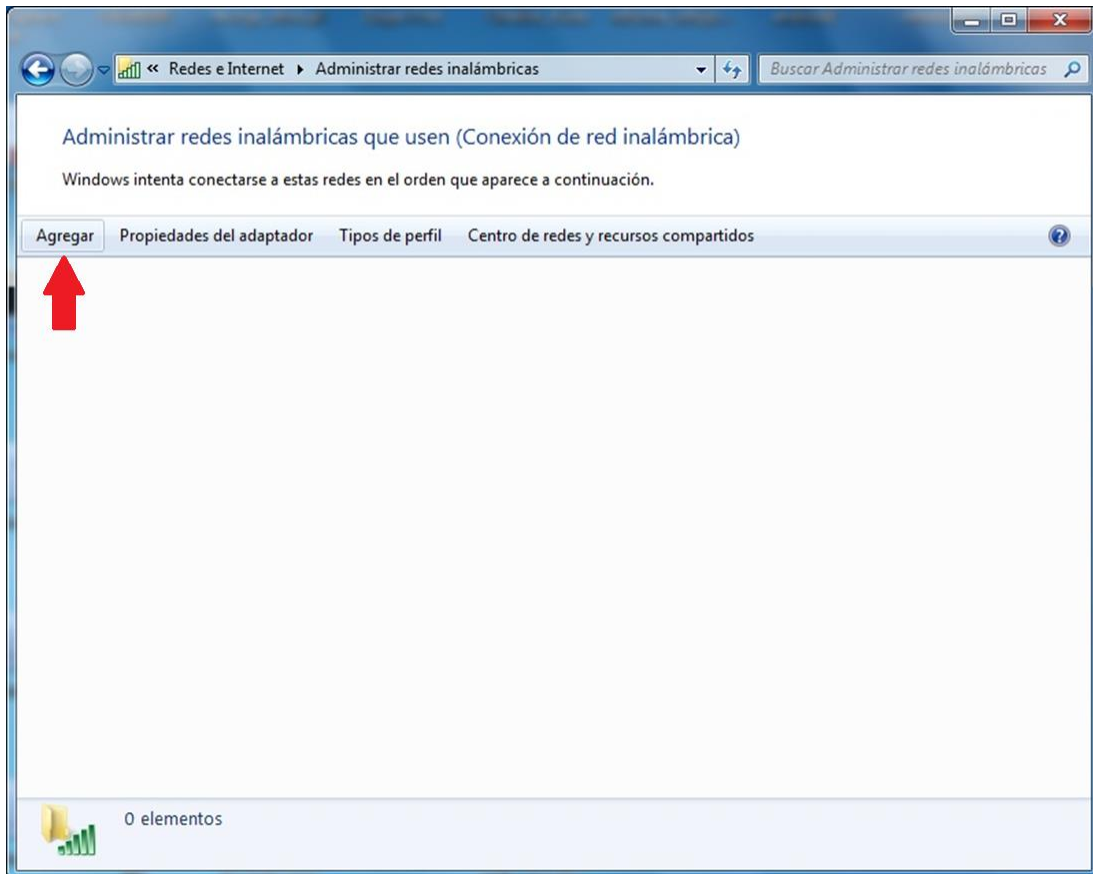 « Redes e Internet ▸ Administrar redes inalámbricas
Buscar Administrar redes inalámbricas
Administrar redes inalámbricas que usen (Conexión de red inalámbrica)
Windows intenta conectarse a estas redes en el orden que aparece a continuación.
Agregar Propiedades del adaptador Tipos de perfil Centro de redes y recursos compartidos
0 elementos